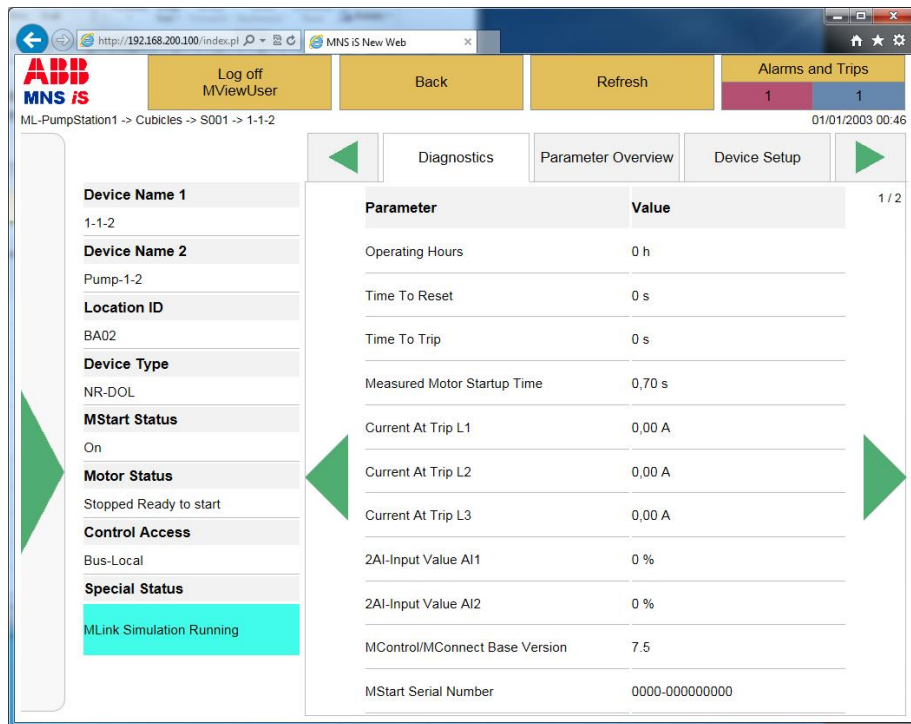 http://192.168.200.100/index.pl
MNS iS New Web
ABB
MNS iS
Log off
MViewUser
Back
Refresh
Alarms and Trips
1
1
ML-PumpStation1 -> Cubicles -> S001 -> 1-1-2
01/01/2003 00:46
Diagnostics
Parameter Overview
Device Setup
1 / 2
Device Name 1
1-1-2
Device Name 2
Pump-1-2
Location ID
BA02
Device Type
NR-DOL
MStart Status
On
Motor Status
Stopped Ready to start
Control Access
Bus-Local
Special Status
MLink Simulation Running
Parameter Value
Operating Hours 0 h
Time To Reset 0 s
Time To Trip 0 s
Measured Motor Startup Time 0,70 s
Current At Trip L1 0,00 A
Current At Trip L2 0,00 A
Current At Trip L3 0,00 A
2AI-Input Value AI1 0 %
2AI-Input Value AI2 0 %
MControl/MConnect Base Version 7.5
MStart Serial Number 0000-000000000